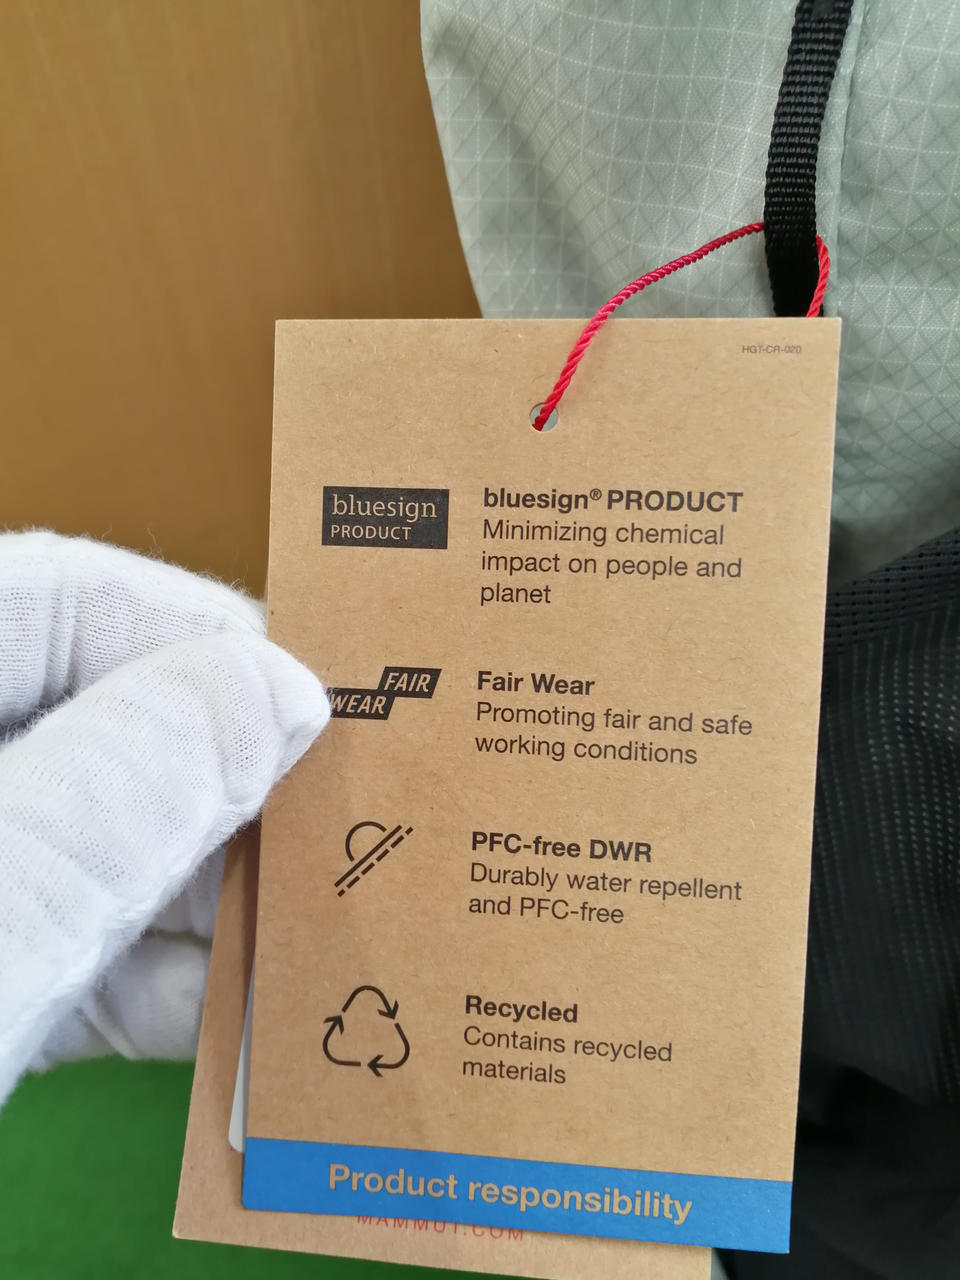 HGT-CR-020
bluesign
PRODUCT
bluesign® PRODUCT
Minimizing chemical
impact on people and
planet
FAIR
WEAR
Fair Wear
Promoting fair and safe
working conditions
PFC-free DWR
Durably water repellent
and PFC-free
Recycled
Contains recycled
materials
Product responsibility
MAMMUT.COM